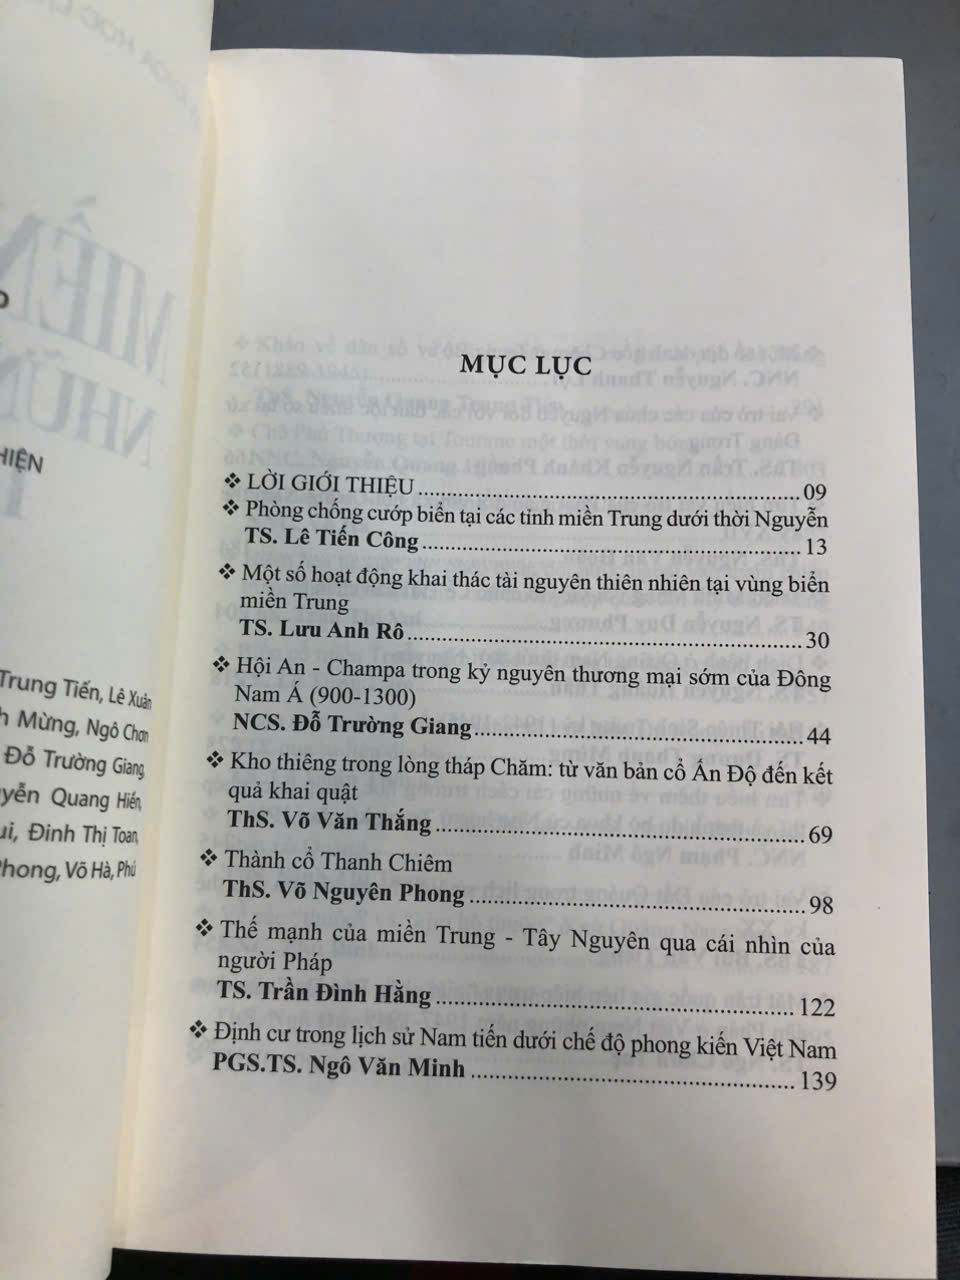 HIỆN
Trung Tiến, Lê Xuân
h Mừng, Ngô Chơn
Đỗ Trường Giang
yễn Quang Hiến,
ui, Đinh Thị Toan,
Phong, Võ Hà, Phú
MỤC LỤC
❖ LỜI GIỚI THIỆU ........ 09
❖ Phòng chống cướp biển tại các tỉnh miền Trung dưới thời Nguyễn
TS. Lê Tiến Công ........ 13
❖ Một số hoạt động khai thác tài nguyên thiên nhiên tại vùng biển
miền Trung
TS. Lưu Anh Rô ........ 30
❖ Hội An - Champa trong kỷ nguyên thương mại sớm của Đông
Nam Á (900-1300)
NCS. Đỗ Trường Giang ........ 44
❖ Kho thiêng trong lòng tháp Chăm: từ văn bản cổ Ấn Độ đến kết
quả khai quật
ThS. Võ Văn Thắng ........ 69
❖ Thành cổ Thanh Chiêm
ThS. Võ Nguyên Phong ........ 98
❖ Thế mạnh của miền Trung - Tây Nguyên qua cái nhìn của
người Pháp
TS. Trần Đình Hằng ........ 122
❖ Định cư trong lịch sử Nam tiến dưới chế độ phong kiến Việt Nam
PGS.TS. Ngô Văn Minh ........ 139